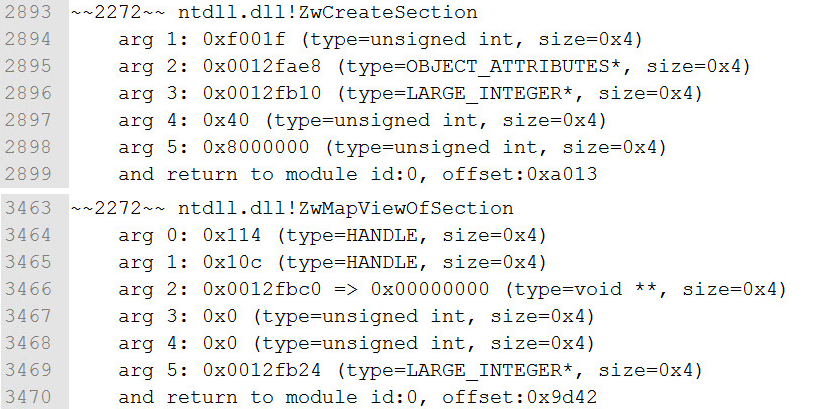 2893 ~~2272~~ ntdll.dll!ZwCreateSection
2894     arg 1: 0xf001f (type=unsigned int, size=0x4)
2895     arg 2: 0x0012fae8 (type=OBJECT_ATTRIBUTES*, size=0x4)
2896     arg 3: 0x0012fb10 (type=LARGE_INTEGER*, size=0x4)
2897     arg 4: 0x40 (type=unsigned int, size=0x4)
2898     arg 5: 0x8000000 (type=unsigned int, size=0x4)
2899     and return to module id:0, offset:0xa013
3463 ~~2272~~ ntdll.dll!ZwMapViewOfSection
3464     arg 0: 0x114 (type=HANDLE, size=0x4)
3465     arg 1: 0x10c (type=HANDLE, size=0x4)
3466     arg 2: 0x0012fbc0 => 0x00000000 (type=void **, size=0x4)
3467     arg 3: 0x0 (type=unsigned int, size=0x4)
3468     arg 4: 0x0 (type=unsigned int, size=0x4)
3469     arg 5: 0x0012fb24 (type=LARGE_INTEGER*, size=0x4)
3470     and return to module id:0, offset:0x9d42